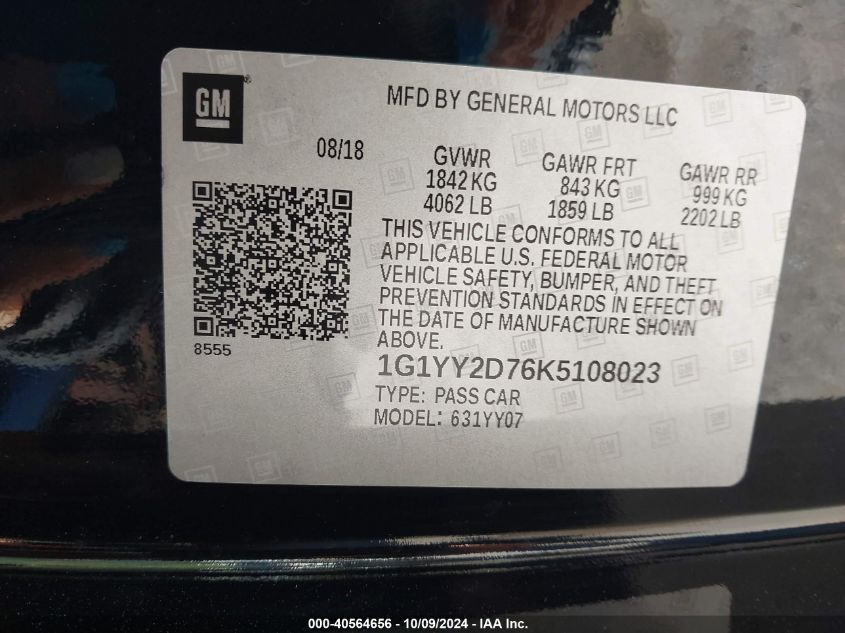 GM
MFD BY GENERAL MOTORS LLC
08/18
GVWR
1842 KG
4062 LB
GAWR FRT
843 KG
1859 LB
GAWR RR
999 KG
2202 LB
THIS VEHICLE CONFORMS TO ALL
APPLICABLE U.S. FEDERAL MOTOR
VEHICLE SAFETY, BUMPER, AND THEFT
PREVENTION STANDARDS IN EFFECT ON
THE DATE OF MANUFACTURE SHOWN
ABOVE.
8555
1G1YY2D76K5108023
TYPE: PASS CAR
MODEL: 631YY07
000-40564656 - 10/09/2024 - IAA Inc.